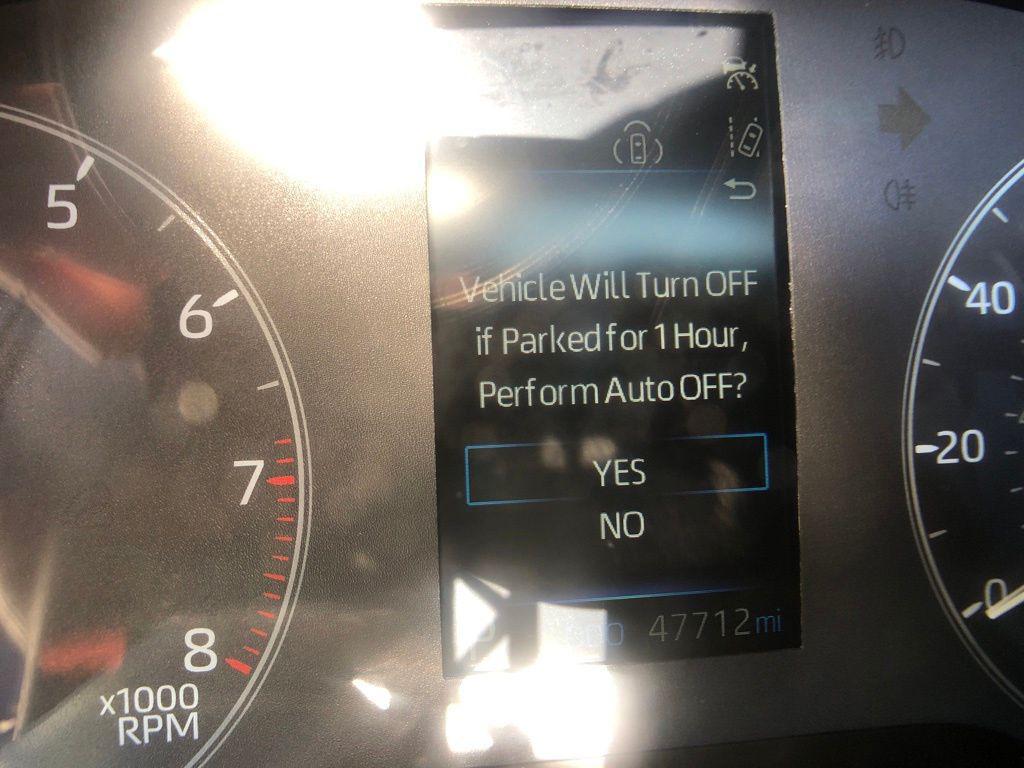 5
6
7
8
x1000
RPM
Vehicle Will Turn OFF
if Parked for 1 Hour,
Perform Auto OFF?
YES
NO
47712 mi
40
20
0